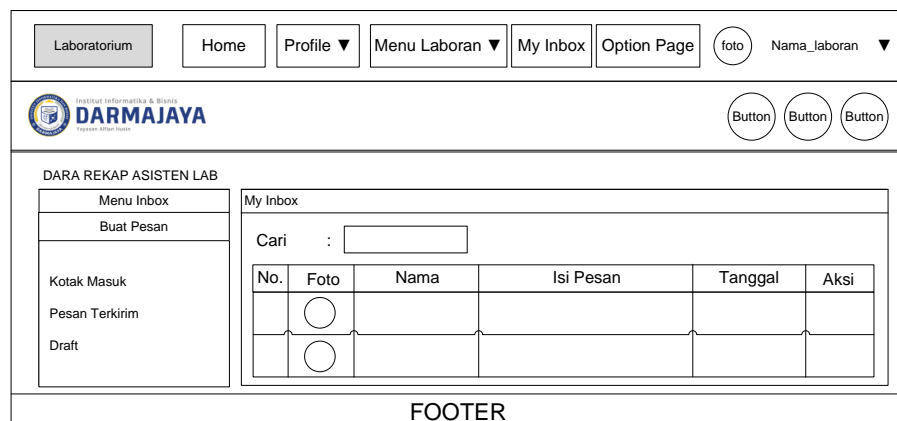 Laboratorium Home Profile ▼ Menu Laboran ▼ My Inbox Option Page foto Nama_laboran ▼
Institut Informatika & Bisnis
DARMAJAYA
Yayasan Alfian Husin
Button Button Button
DARA REKAP ASISTEN LAB
Menu Inbox
Buat Pesan
Kotak Masuk
Pesan Terkirim
Draft
My Inbox
Cari :
No. Foto Nama Isi Pesan Tanggal Aksi
FOOTER